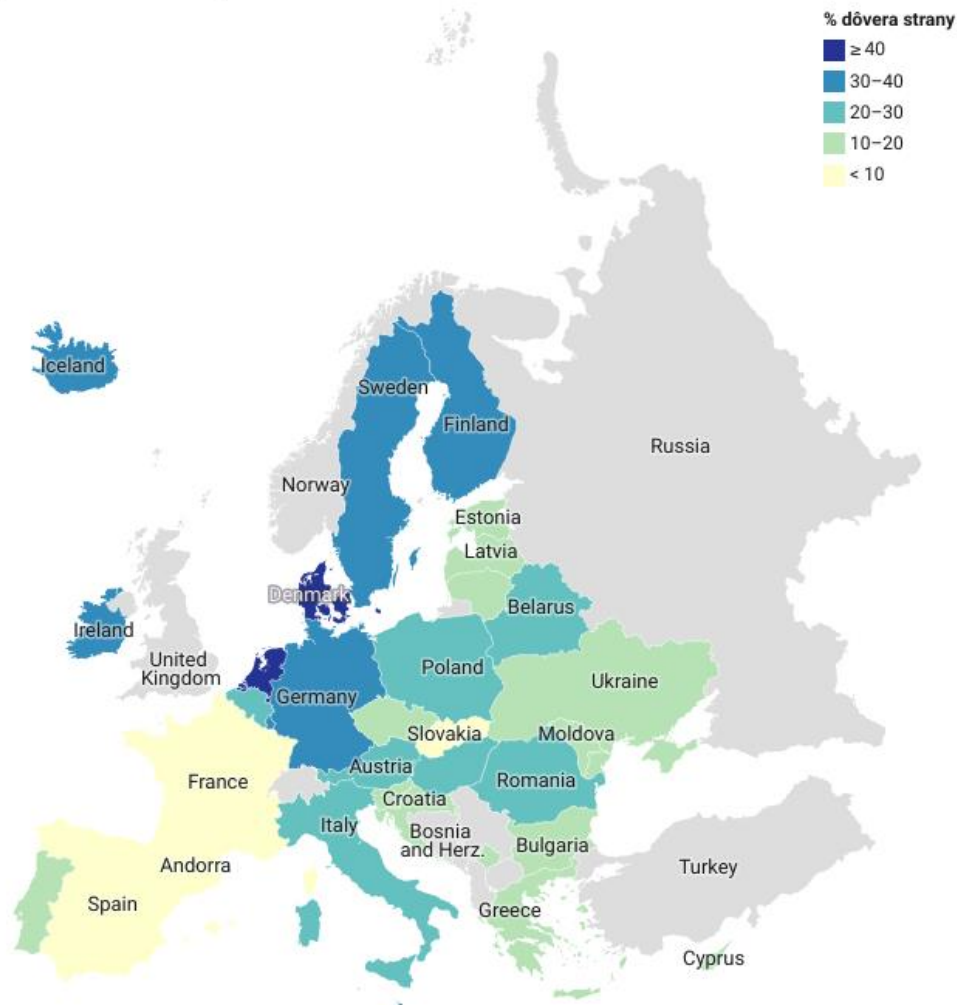 % dôvera strany
≥ 40
30–40
20–30
10–20
< 10
Iceland
Sweden
Finland
Russia
Norway
Estonia
Latvia
Denmark
Belarus
Ireland
United
Kingdom
Poland
Ukraine
Germany
Slovakia
Moldova
Austria
France
Romania
Croatia
Italy
Bosnia
and Herz.
Bulgaria
Andorra
Turkey
Spain
Greece
Cyprus